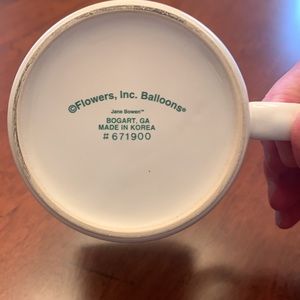 ©Flowers, Inc. Balloons®
Jane Bowen™
BOGART, GA
MADE IN KOREA
#671900